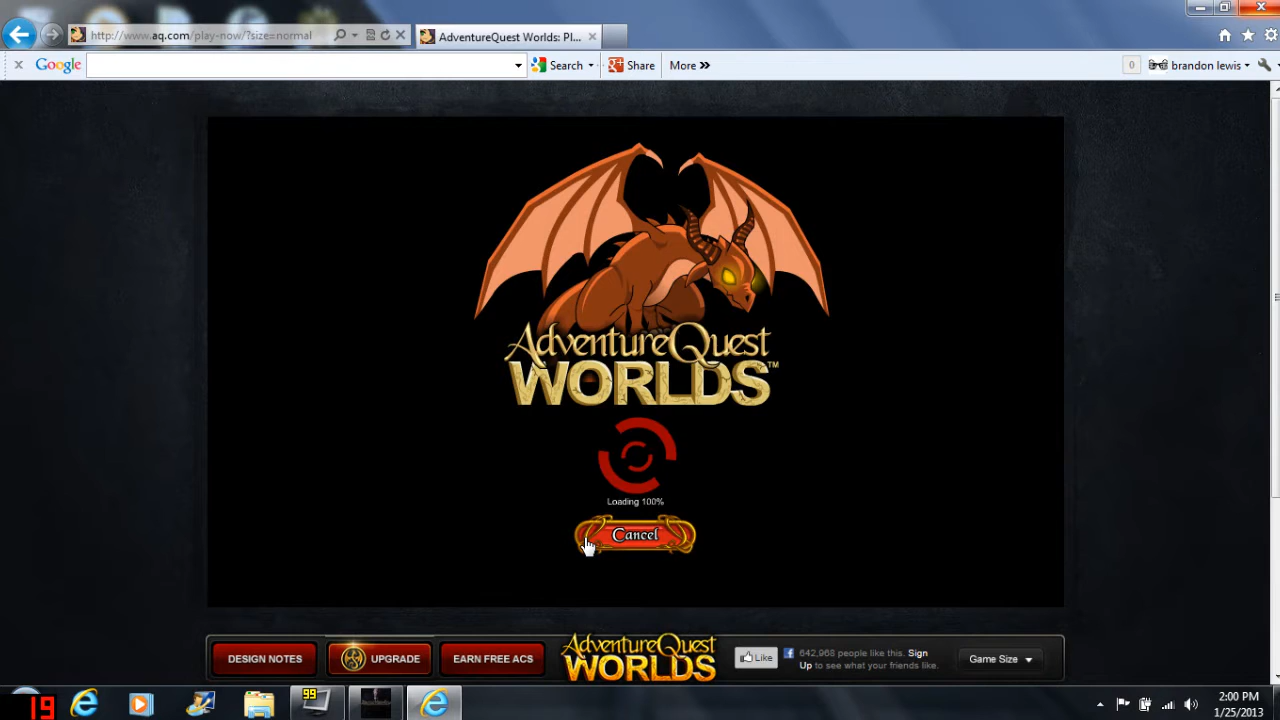 http://www.aq.com/play-now/?size=normal
AdventureQuest Worlds: Pl...
Google
Search
Share
More »
0
brandon lewis
AdventureQuest
WORLDS™
Loading 100%
Cancel
DESIGN NOTES
UPGRADE
EARN FREE ACS
AdventureQuest
WORLDS
Like
642,968 people like this. Sign
Up to see what your friends like.
Game Size
19
99
2:00 PM
1/25/2013